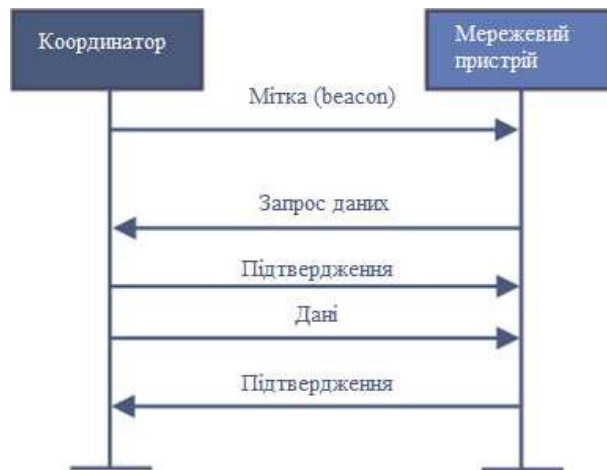 Координатор
Мережевий
пристрій
Мітка (beacon)
Запрос даних
Підтвердження
Дані
Підтвердження